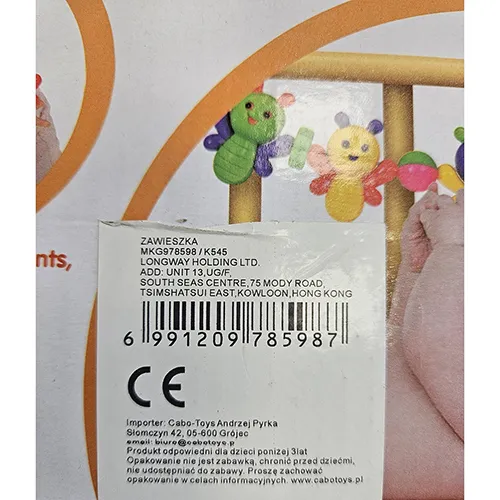 nts,
ZAWIESZKA
MKG978598 / K545
LONGWAY HOLDING LTD.
ADD: UNIT 13,UG/F,
SOUTH SEAS CENTRE,75 MODY ROAD,
TSIMSHATSUI EAST,KOWLOON,HONG KONG
6 991209 785987
CE
Importer: Cabo-Toys Andrzej Pyrka
Słomczyn 42, 05-600 Grójec
email: biuro@cabotoys.pl
Produkt odpowiedni dla dzieci poniżej 3lat
Opakowanie nie jest zabawką, chronić przed dziećmi,
nie udostępniać do zabawy. Proszę zachować
opakowanie w celach informacyjnych. www.cabotoys.pl